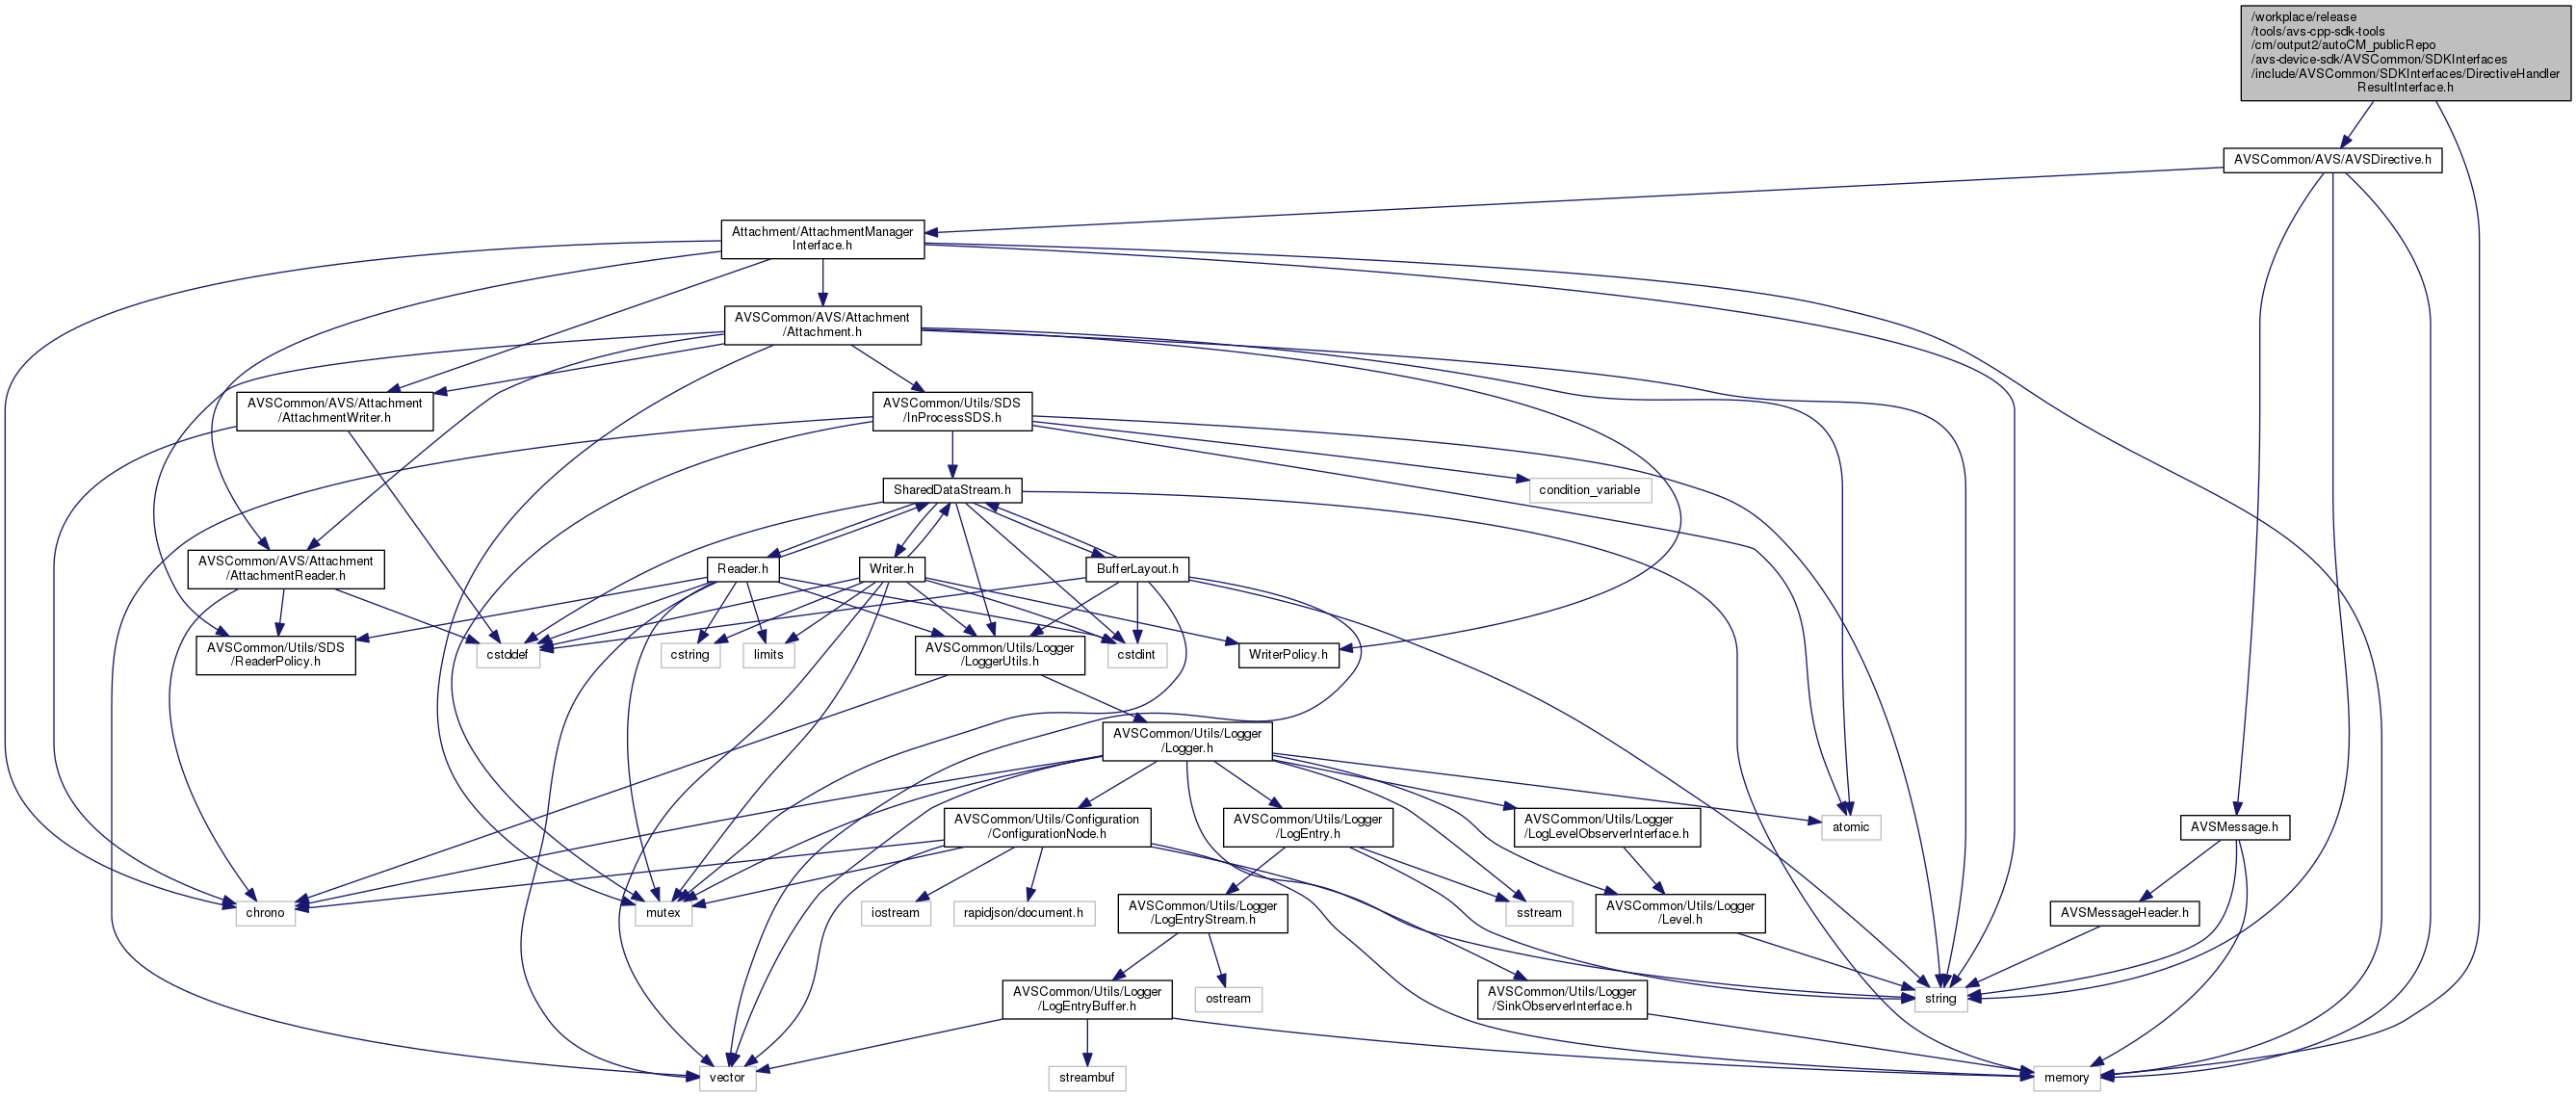 /workplace/release
/tools/avs-cpp-sdk-tools
/cm/output2/autoCM_publicRepo
/avs-device-sdk/AVSCommon/SDKInterfaces
/include/AVSCommon/SDKInterfaces/DirectiveHandler
ResultInterface.h
AVSCommon/AVS/AVSDirective.h
Attachment/AttachmentManager
Interface.h
AVSCommon/AVS/Attachment
/Attachment.h
AVSCommon/AVS/Attachment
/AttachmentWriter.h
AVSCommon/Utils/SDS
/InProcessSDS.h
SharedDataStream.h
condition_variable
AVSCommon/AVS/Attachment
/AttachmentReader.h
Reader.h
Writer.h
BufferLayout.h
AVSCommon/Utils/SDS
/ReaderPolicy.h
cstddef
cstring
limits
AVSCommon/Utils/Logger
/LoggerUtils.h
cstdint
WriterPolicy.h
AVSCommon/Utils/Logger
/Logger.h
AVSCommon/Utils/Configuration
/ConfigurationNode.h
AVSCommon/Utils/Logger
/LogEntry.h
AVSCommon/Utils/Logger
/LogLevelObserverInterface.h
atomic
AVSMessage.h
chrono
mutex
iostream
rapidjson/document.h
AVSCommon/Utils/Logger
/LogEntryStream.h
sstream
AVSCommon/Utils/Logger
/Level.h
AVSMessageHeader.h
AVSCommon/Utils/Logger
/LogEntryBuffer.h
ostream
AVSCommon/Utils/Logger
/SinkObserverInterface.h
string
vector
streambuf
memory